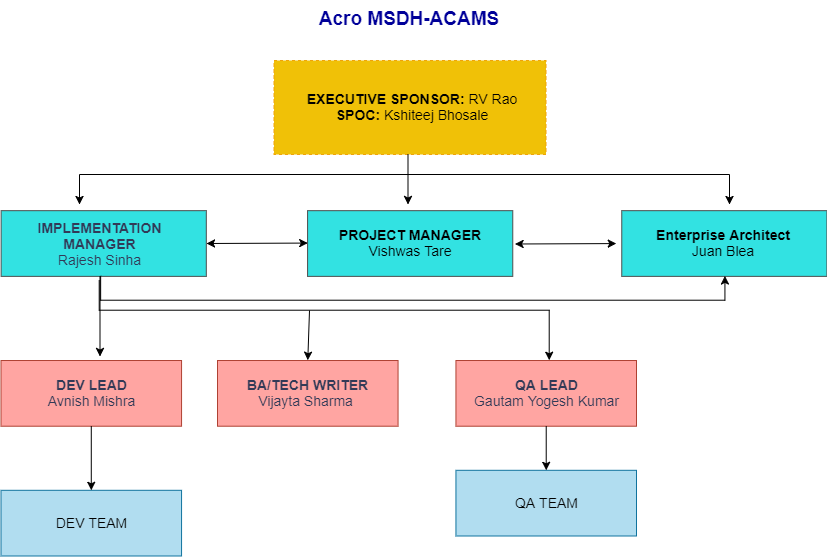 Acro MSDH-ACAMS
EXECUTIVE SPONSOR: RV Rao
SPOC: Kshiteej Bhosale
IMPLEMENTATION
MANAGER
Rajesh Sinha
PROJECT MANAGER
Vishwas Tare
Enterprise Architect
Juan Blea
DEV LEAD
Avnish Mishra
BA/TECH WRITER
Vijayta Sharma
QA LEAD
Gautam Yogesh Kumar
DEV TEAM
QA TEAM